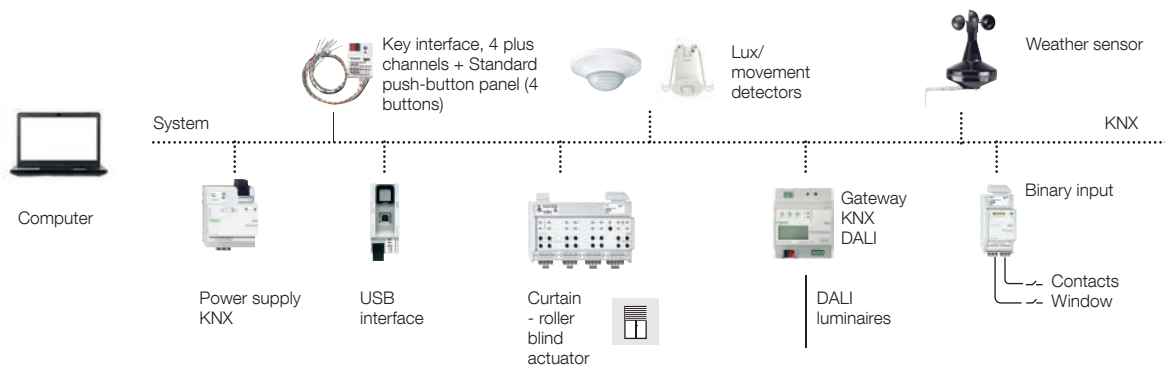 Key interface, 4 plus
channels + Standard
push-button panel (4
buttons)
Lux/
movement
detectors
Weather sensor
System
KNX
Computer
Gateway
KNX
DALI
Binary input
Power supply
KNX
USB
interface
Curtain
- roller
blind
actuator
DALI
luminaires
Contacts
Window